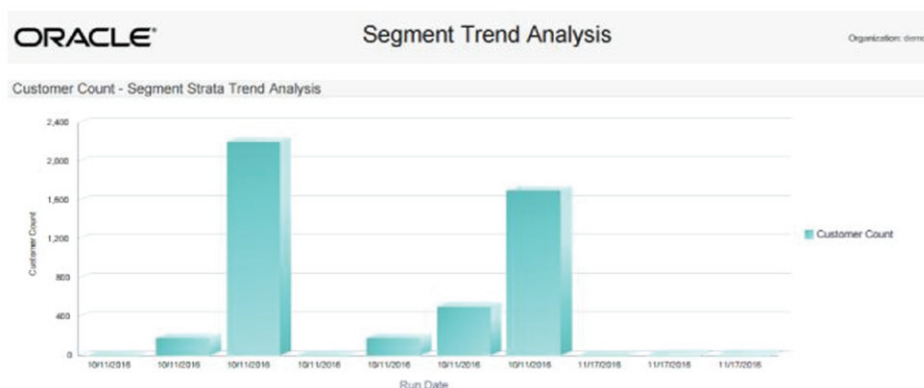 ORACLE®
Segment Trend Analysis
Organization: demo
Customer Count - Segment Strata Trend Analysis
2,400
2,000
1,600
1,200
800
400
0
Customer Count
Customer Count
10/11/2016 10/11/2016 10/11/2016 10/11/2016 10/11/2016 10/11/2016 10/11/2016 11/17/2016 11/17/2016 11/17/2016
Run Date